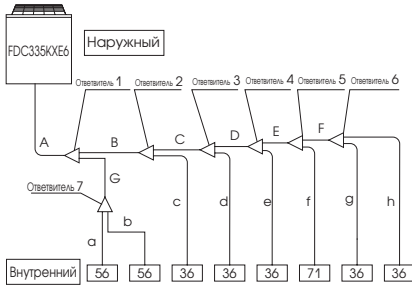 FDC335KXE6
Наружный
Ответвитель 1
Ответвитель 2
Ответвитель 3
Ответвитель 4
Ответвитель 5
Ответвитель 6
A
B
C
D
E
F
G
Ответвитель 7
a
b
c
d
e
f
g
h
Внутренний
56
56
36
36
36
71
36
36